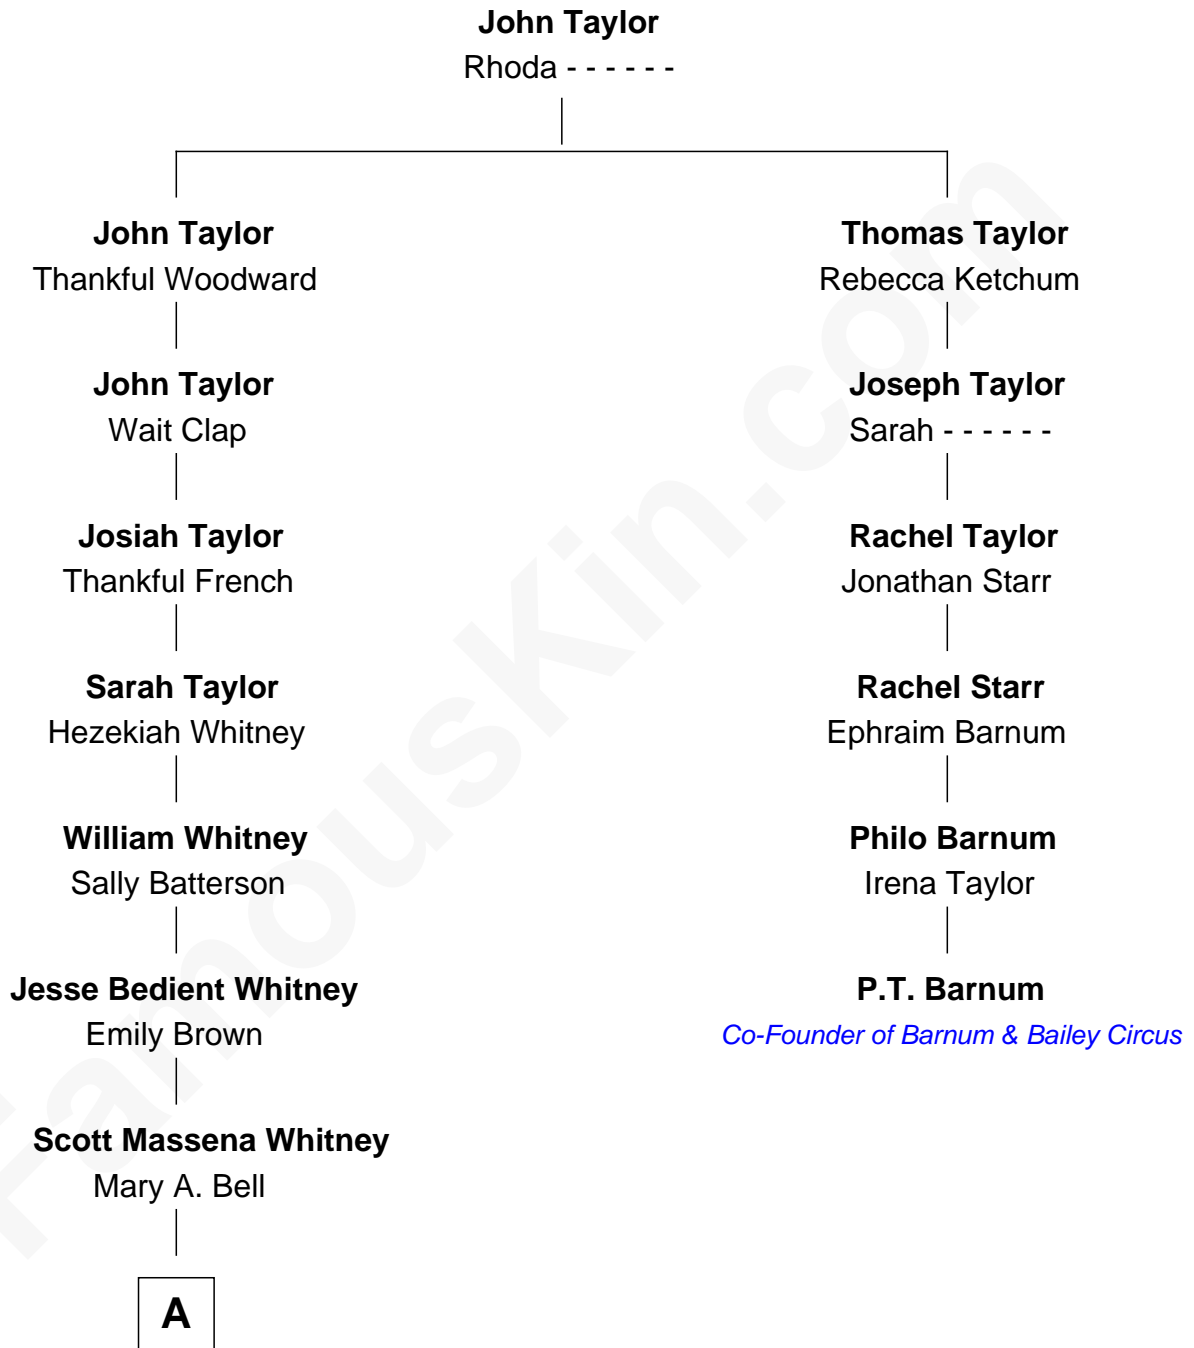 John Taylor
Rhoda - - - - - -
John Taylor
Thankful Woodward
Thomas Taylor
Rebecca Ketchum
John Taylor
Wait Clap
Joseph Taylor
Sarah - - - - - -
Josiah Taylor
Thankful French
Rachel Taylor
Jonathan Starr
Sarah Taylor
Hezekiah Whitney
Rachel Starr
Ephraim Barnum
William Whitney
Sally Batterson
Philo Barnum
Irena Taylor
Jesse Bedient Whitney
Emily Brown
P.T. Barnum
Co-Founder of Barnum & Bailey Circus
Scott Massena Whitney
Mary A. Bell
A
FamousKin.com